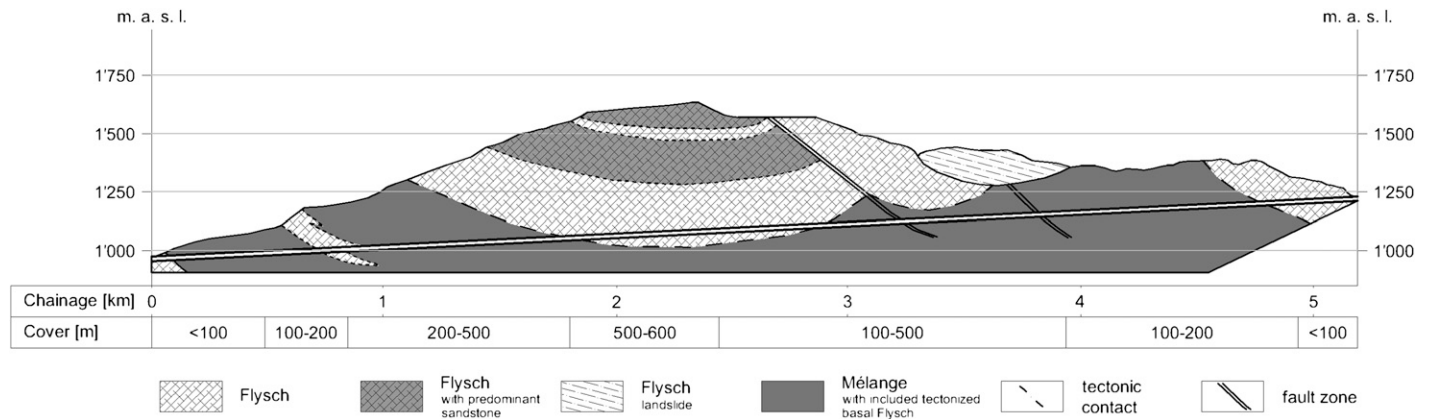 m. a. s. l. m. a. s. l.
1'750 1'750
1'500 1'500
1'250 1'250
1'000 1'000
Chainage [km] 0 1 2 3 4 5
Cover [m] <100 100-200 200-500 500-600 100-500 100-200 <100
Flysch
Flysch
with predominant
sandstone
Flysch
landslide
Mélange
with included tectonized
basal Flysch
tectonic
contact
fault zone